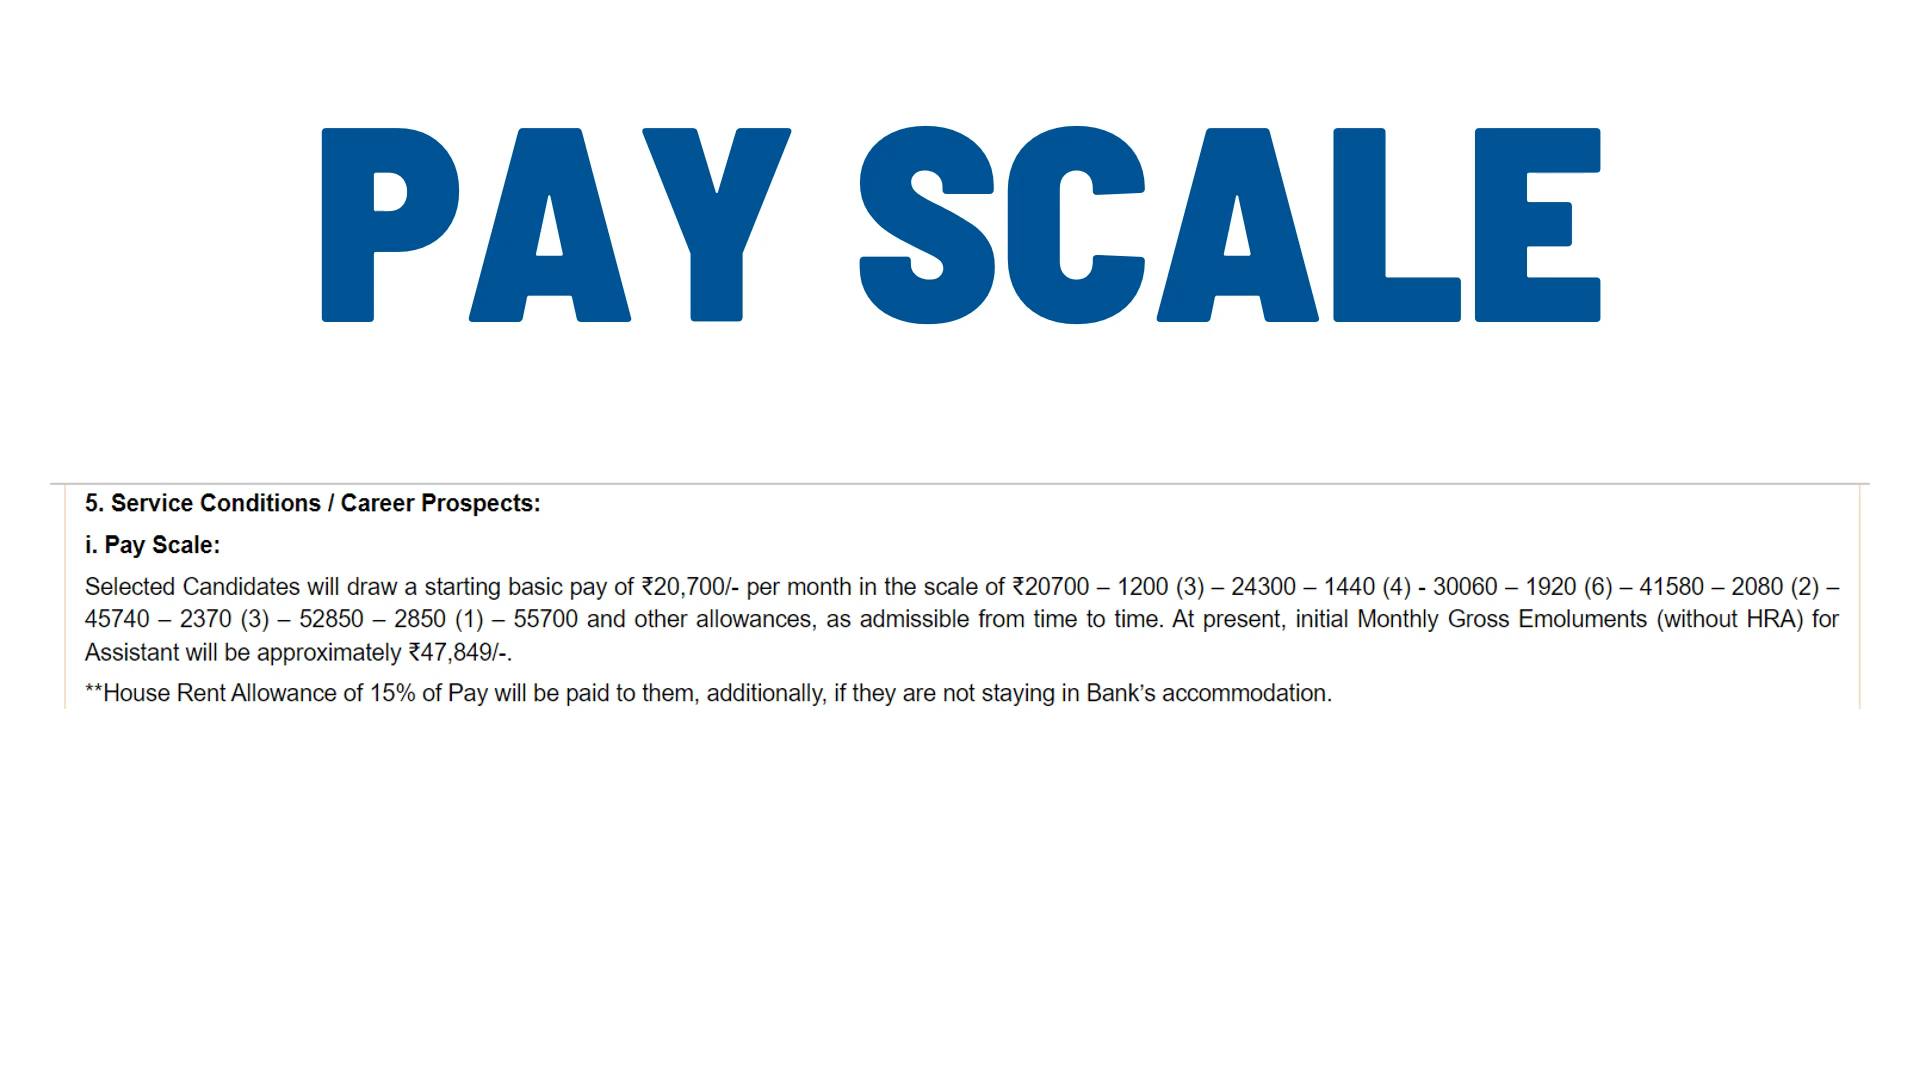 PAY SCALE
5. Service Conditions / Career Prospects:
i. Pay Scale:
Selected Candidates will draw a starting basic pay of ₹20,700/- per month in the scale of ₹20700 – 1200 (3) – 24300 – 1440 (4) - 30060 – 1920 (6) – 41580 – 2080 (2) –
45740 – 2370 (3) – 52850 – 2850 (1) – 55700 and other allowances, as admissible from time to time. At present, initial Monthly Gross Emoluments (without HRA) for
Assistant will be approximately ₹47,849/-.
**House Rent Allowance of 15% of Pay will be paid to them, additionally, if they are not staying in Bank’s accommodation.